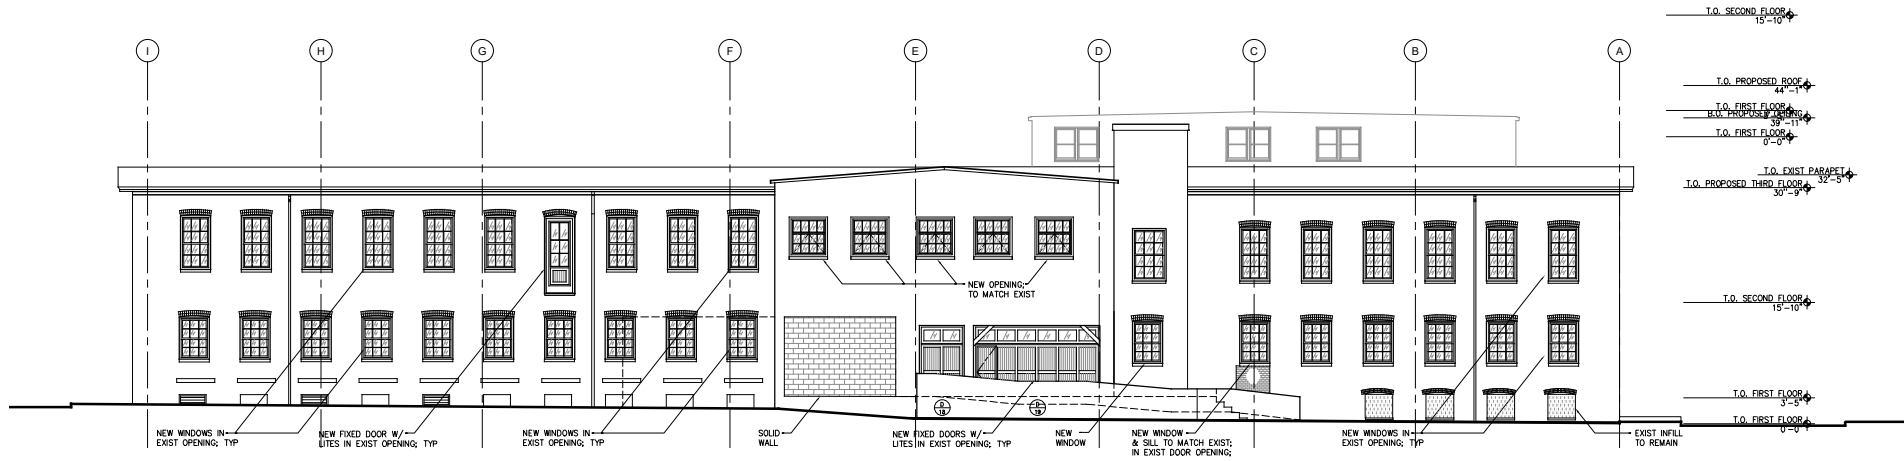 T.O. SECOND FLOOR
15'-10"
I
H
G
F
E
D
C
B
A
T.O. PROPOSED ROOF
44"-1"
T.O. FIRST FLOOR
B.O. PROPOSED CEILING
39'-11"
T.O. FIRST FLOOR
0'-0"
T.O. EXIST PARAPET
32'-5"
T.O. PROPOSED THIRD FLOOR
30"-9"
NEW OPENING;
TO MATCH EXIST
T.O. SECOND FLOOR
15'-10"
T.O. FIRST FLOOR
3'-5"
T.O. FIRST FLOOR
0'-0"
D
18
D
19
NEW WINDOWS IN
EXIST OPENING; TYP
NEW FIXED DOOR W/
LITES IN EXIST OPENING; TYP
NEW WINDOWS IN
EXIST OPENING; TYP
SOLID
WALL
NEW FIXED DOORS W/
LITES IN EXIST OPENING; TYP
NEW
WINDOW
NEW WINDOW
& SILL TO MATCH EXIST;
IN EXIST DOOR OPENING;
NEW WINDOWS IN
EXIST OPENING; TYP
EXIST INFILL
TO REMAIN